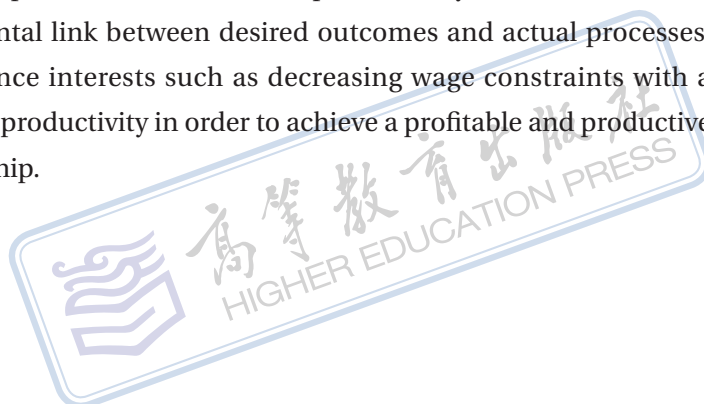 ntal link between desired outcomes and actual processes
nce interests such as decreasing wage constraints with a
productivity in order to achieve a profitable and productive
hip.
高等教育出版社
HIGHER EDUCATION PRESS